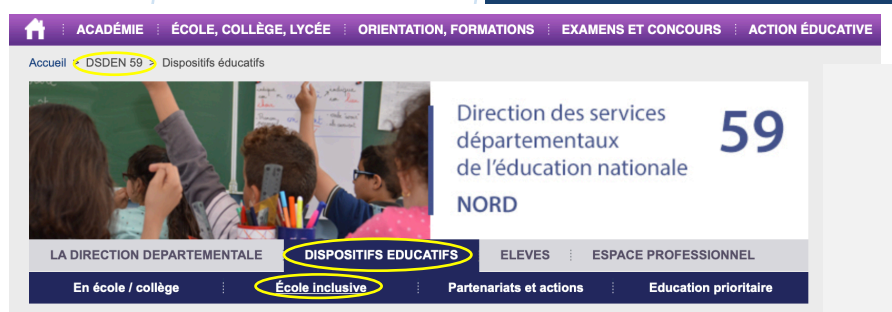 ACADÉMIE ÉCOLE, COLLÈGE, LYCÉE ORIENTATION, FORMATIONS EXAMENS ET CONCOURS ACTION ÉDUCATIVE
Accueil > DSDEN 59 > Dispositifs éducatifs
Direction des services
départementaux
de l'éducation nationale
NORD
59
LA DIRECTION DEPARTEMENTALE DISPOSITIFS EDUCATIFS ELEVES ESPACE PROFESSIONNEL
En école / collège École inclusive Partenariats et actions Education prioritaire